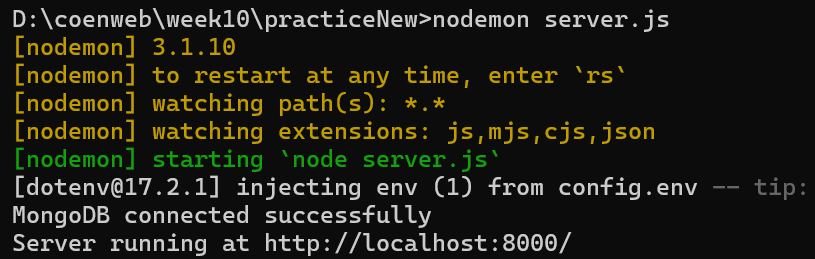 D:\coenweb\week10\practiceNew>nodemon server.js
[nodemon] 3.1.10
[nodemon] to restart at any time, enter `rs`
[nodemon] watching path(s): *.*
[nodemon] watching extensions: js,mjs,cjs,json
[nodemon] starting `node server.js`
[dotenv@17.2.1] injecting env (1) from config.env -- tip:
MongoDB connected successfully
Server running at http://localhost:8000/